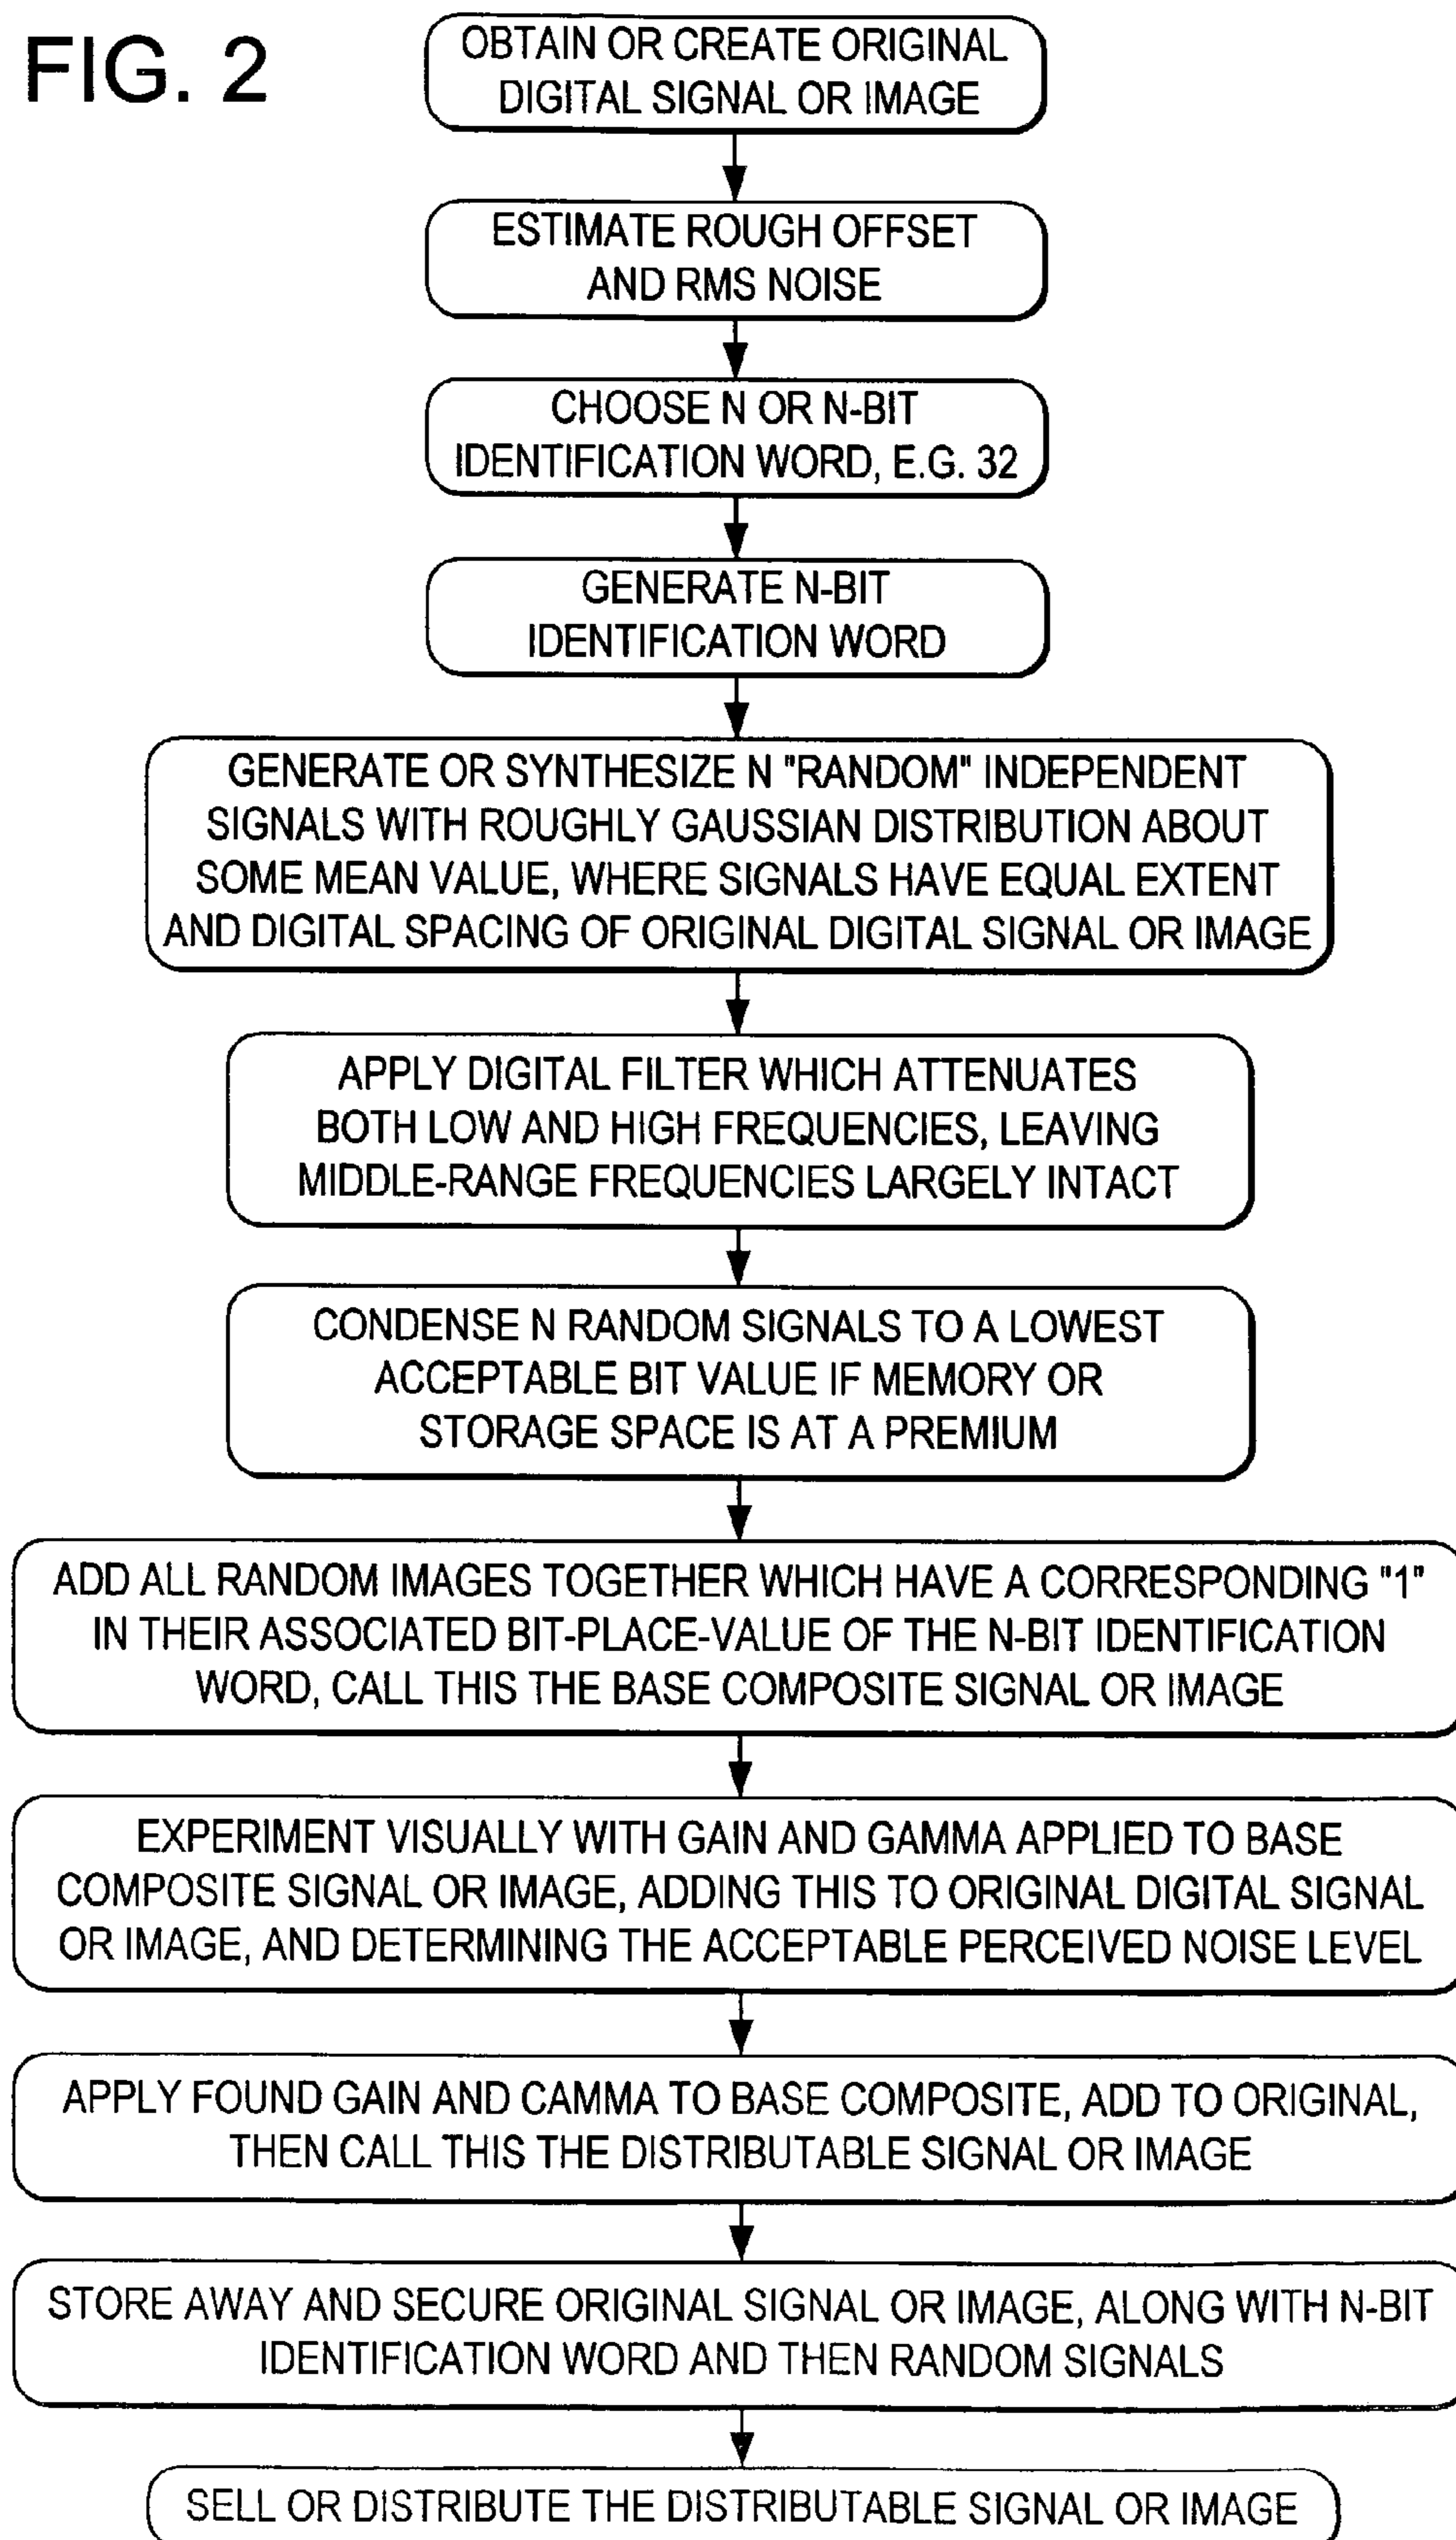 FIG. 2
OBTAIN OR CREATE ORIGINAL
DIGITAL SIGNAL OR IMAGE
ESTIMATE ROUGH OFFSET
AND RMS NOISE
CHOOSE N OR N-BIT
IDENTIFICATION WORD, E.G. 32
GENERATE N-BIT
IDENTIFICATION WORD
GENERATE OR SYNTHESIZE N "RANDOM" INDEPENDENT
SIGNALS WITH ROUGHLY GAUSSIAN DISTRIBUTION ABOUT
SOME MEAN VALUE, WHERE SIGNALS HAVE EQUAL EXTENT
AND DIGITAL SPACING OF ORIGINAL DIGITAL SIGNAL OR IMAGE
APPLY DIGITAL FILTER WHICH ATTENUATES
BOTH LOW AND HIGH FREQUENCIES, LEAVING
MIDDLE-RANGE FREQUENCIES LARGELY INTACT
CONDENSE N RANDOM SIGNALS TO A LOWEST
ACCEPTABLE BIT VALUE IF MEMORY OR
STORAGE SPACE IS AT A PREMIUM
ADD ALL RANDOM IMAGES TOGETHER WHICH HAVE A CORRESPONDING "1"
IN THEIR ASSOCIATED BIT-PLACE-VALUE OF THE N-BIT IDENTIFICATION
WORD, CALL THIS THE BASE COMPOSITE SIGNAL OR IMAGE
EXPERIMENT VISUALLY WITH GAIN AND GAMMA APPLIED TO BASE
COMPOSITE SIGNAL OR IMAGE, ADDING THIS TO ORIGINAL DIGITAL SIGNAL
OR IMAGE, AND DETERMINING THE ACCEPTABLE PERCEIVED NOISE LEVEL
APPLY FOUND GAIN AND CAMMA TO BASE COMPOSITE, ADD TO ORIGINAL,
THEN CALL THIS THE DISTRIBUTABLE SIGNAL OR IMAGE
STORE AWAY AND SECURE ORIGINAL SIGNAL OR IMAGE, ALONG WITH N-BIT
IDENTIFICATION WORD AND THEN RANDOM SIGNALS
SELL OR DISTRIBUTE THE DISTRIBUTABLE SIGNAL OR IMAGE